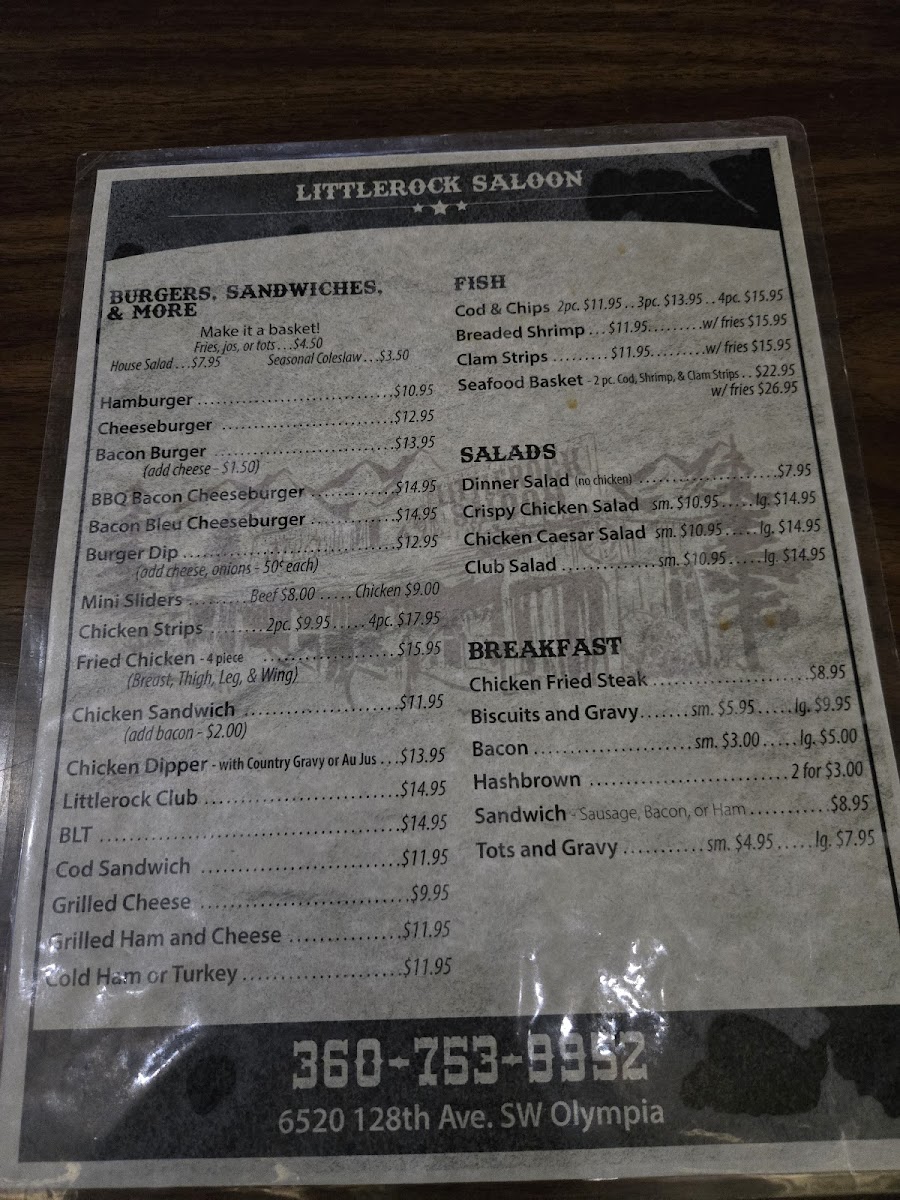 LITTLEROCK SALOON
BURGERS, SANDWICHES,
& MORE
Make it a basket!
Fries, jos, or tots...$4.50
House Salad...$7.95 Seasonal Coleslaw...$3.50
Hamburger $10.95
Cheeseburger $12.95
Bacon Burger $13.95
(add cheese - $1.50)
BBQ Bacon Cheeseburger $14.95
Bacon Bleu Cheeseburger $14.95
Burger Dip $12.95
(add cheese, onions - 50¢ each)
Mini Sliders Beef $8.00 Chicken $9.00
Chicken Strips 2pc. $9.95 4pc. $17.95
Fried Chicken - 4 piece $15.95
(Breast, Thigh, Leg, & Wing)
Chicken Sandwich $11.95
(add bacon - $2.00)
Chicken Dipper - with Country Gravy or Au Jus...$13.95
Littlerock Club $14.95
BLT $14.95
Cod Sandwich $11.95
Grilled Cheese $9.95
Grilled Ham and Cheese $11.95
Cold Ham or Turkey $11.95
FISH
Cod & Chips 2pc. $11.95..3pc. $13.95..4pc. $15.95
Breaded Shrimp...$11.95 w/ fries $15.95
Clam Strips $11.95 w/ fries $15.95
Seafood Basket - 2 pc. Cod, Shrimp, & Clam Strips..$22.95
w/ fries $26.95
SALADS
Dinner Salad (no chicken) $7.95
Crispy Chicken Salad sm. $10.95 lg. $14.95
Chicken Caesar Salad sm. $10.95 lg. $14.95
Club Salad sm. $10.95 lg. $14.95
BREAKFAST
Chicken Fried Steak $8.95
Biscuits and Gravy sm. $5.95 lg. $9.95
Bacon sm. $3.00 lg. $5.00
Hashbrown 2 for $3.00
Sandwich - Sausage, Bacon, or Ham $8.95
Tots and Gravy sm. $4.95 lg. $7.95
360-753-9952
6520 128th Ave. SW Olympia